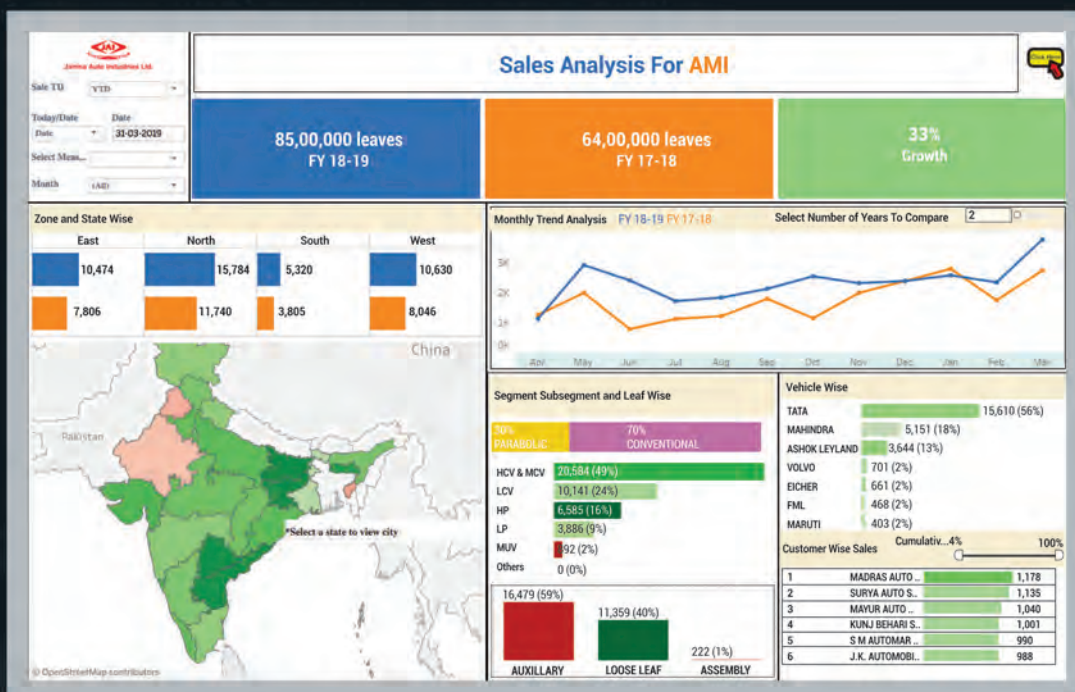 JAI
Jamna Auto Industries Ltd.
Sale TG
YTD
Today/Date Date
Date 31-03-2019
Select Meas...
Month (All)
Sales Analysis For AMI
Click Here
85,00,000 leaves
FY 18-19
64,00,000 leaves
FY 17-18
33%
Growth
Zone and State Wise
East North South West
10,474 15,784 5,320 10,630
7,806 11,740 3,805 8,046
China
Pakistan
*Select a state to view city
© OpenStreetMap contributors
Monthly Trend Analysis FY 18-19 FY 17-18 Select Number of Years To Compare 2
3K
2K
1K
0K
Apr May Jun Jul Aug Sep Oct Nov Dec Jan Feb Mar
Segment Subsegment and Leaf Wise
30% 70%
PARABOLIC CONVENTIONAL
HCV & MCV 20,584 (49%)
LCV 10,141 (24%)
HP 6,585 (16%)
LP 3,886 (9%)
MUV 892 (2%)
Others 0 (0%)
16,479 (59%) 11,359 (40%) 222 (1%)
AUXILLARY LOOSE LEAF ASSEMBLY
Vehicle Wise
TATA 15,610 (56%)
MAHINDRA 5,151 (18%)
ASHOK LEYLAND 3,644 (13%)
VOLVO 701 (2%)
EICHER 661 (2%)
FML 468 (2%)
MARUTI 403 (2%)
Customer Wise Sales Cumulativ...4% 100%
1 MADRAS AUTO .. 1,178
2 SURYA AUTO S.. 1,135
3 MAYUR AUTO .. 1,040
4 KUNJ BEHARI S.. 1,001
5 S M AUTOMAR .. 990
6 J.K. AUTOMOBI.. 988